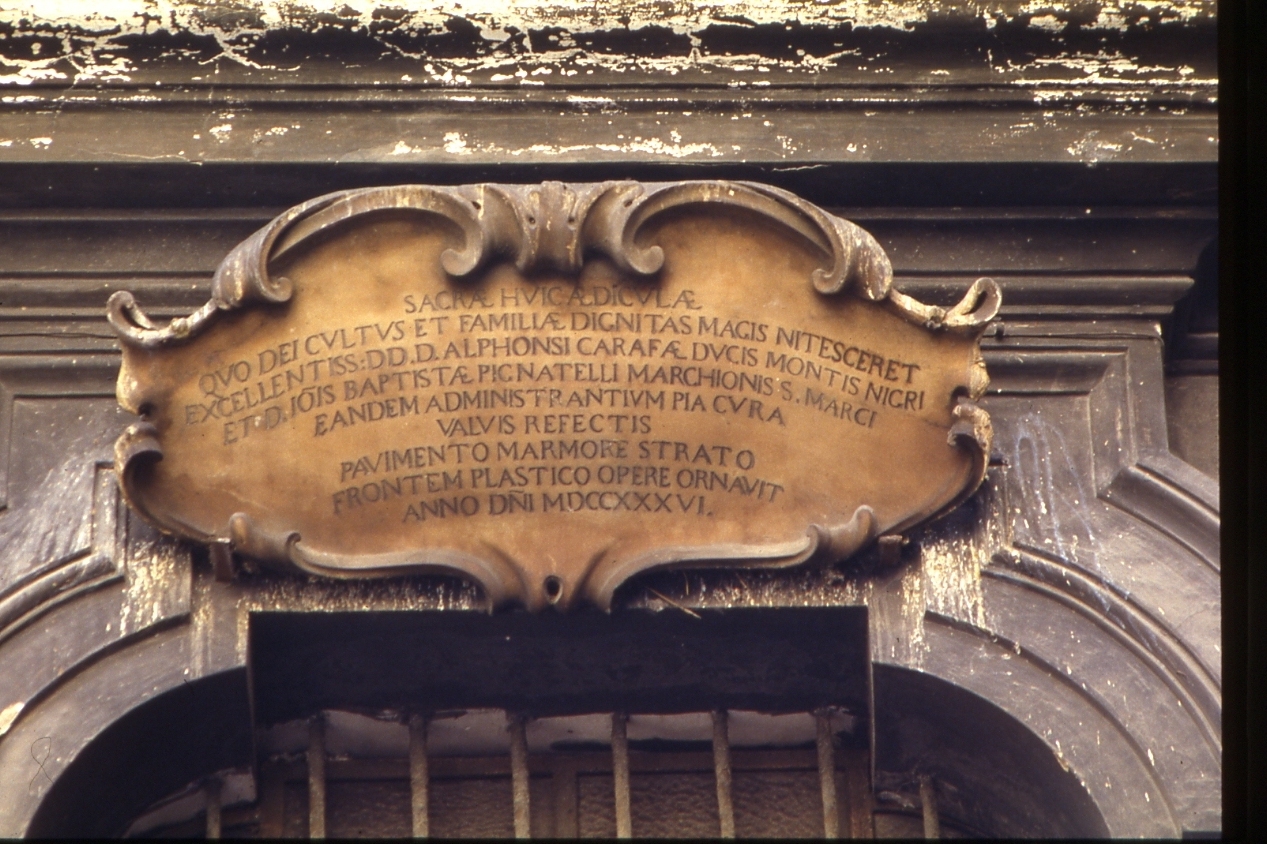 SACRÆ HVIC ÆDICVLÆ
QVO DEI CVLTVS ET FAMILIÆ DIGNITAS MAGIS NITESCERET
EXCELLENTISS: D.D.D. ALPHONSI CARAFÆ DVCIS MONTIS NIGRI
ET D. IOIS BAPTISTÆ PIGNATELLI MARCHIONIS S. MARCI
EANDEM ADMINISTRANTIVM PIA CVRA
VALVIS REFECTIS
PAVIMENTO MARMORE STRATO
FRONTEM PLASTICO OPERE ORNAVIT
ANNO DÑI MDCCXXXVI.